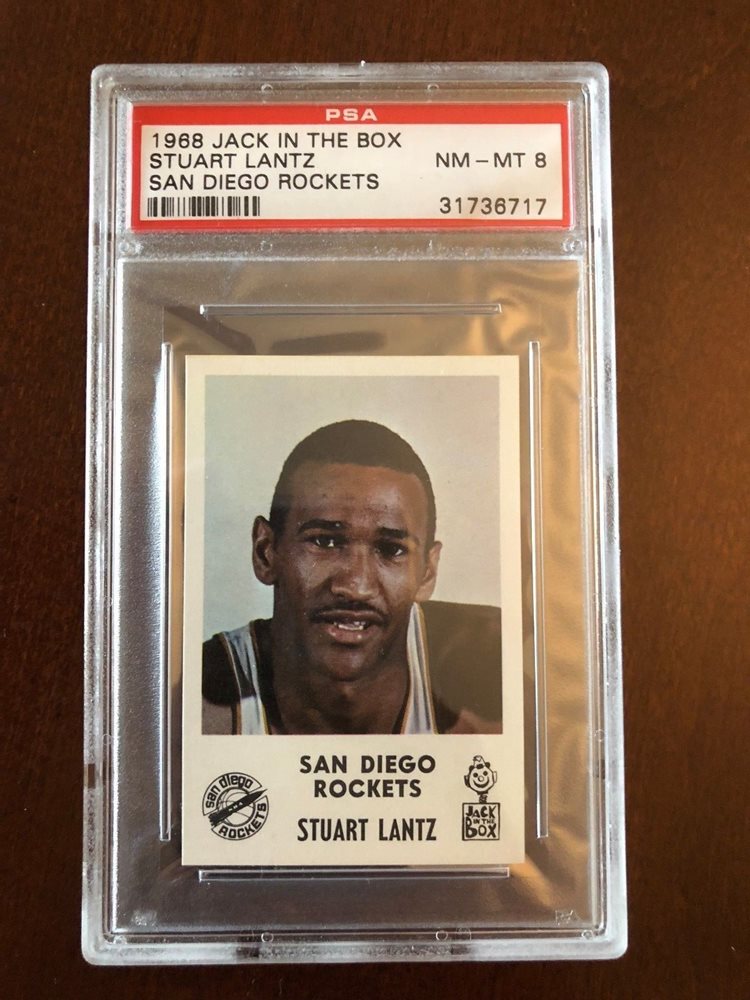 PSA
1968 JACK IN THE BOX
STUART LANTZ NM-MT 8
SAN DIEGO ROCKETS
31736717
SAN DIEGO
ROCKETS
STUART LANTZ
san diego
ROCKETS
JACK
IN THE
BOX
PSA